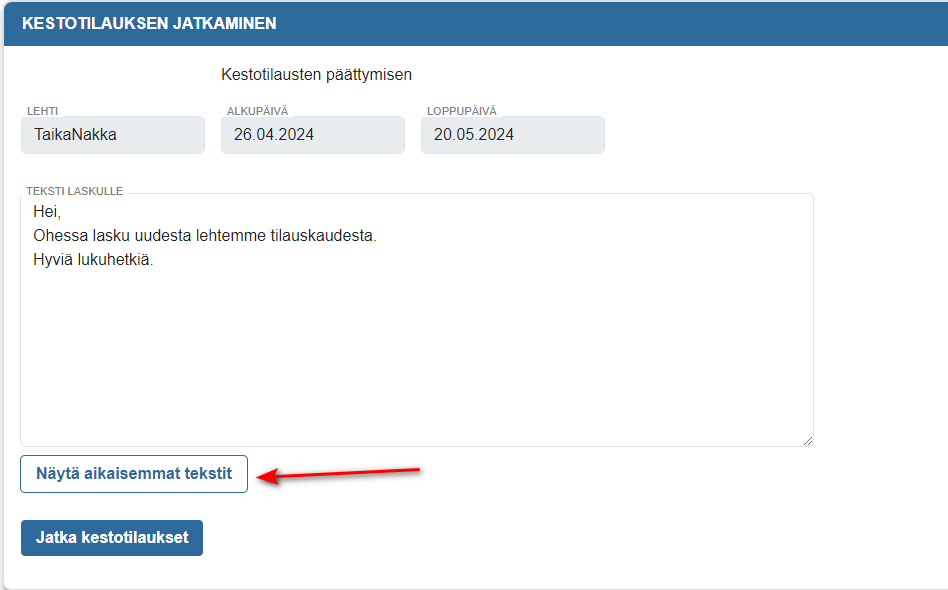 KESTOTILAUKSEN JATKAMINEN
Kestotilausten päättymisen
LEHTI
TaikaNakka
ALKUPÄIVÄ
26.04.2024
LOPPUPÄIVÄ
20.05.2024
TEKSTI LASKULLE
Hei,
Ohessa lasku uudesta lehtemme tilauskaudesta.
Hyviä lukuhetkiä.
Näytä aikaisemmat tekstit
Jatka kestotilaukset